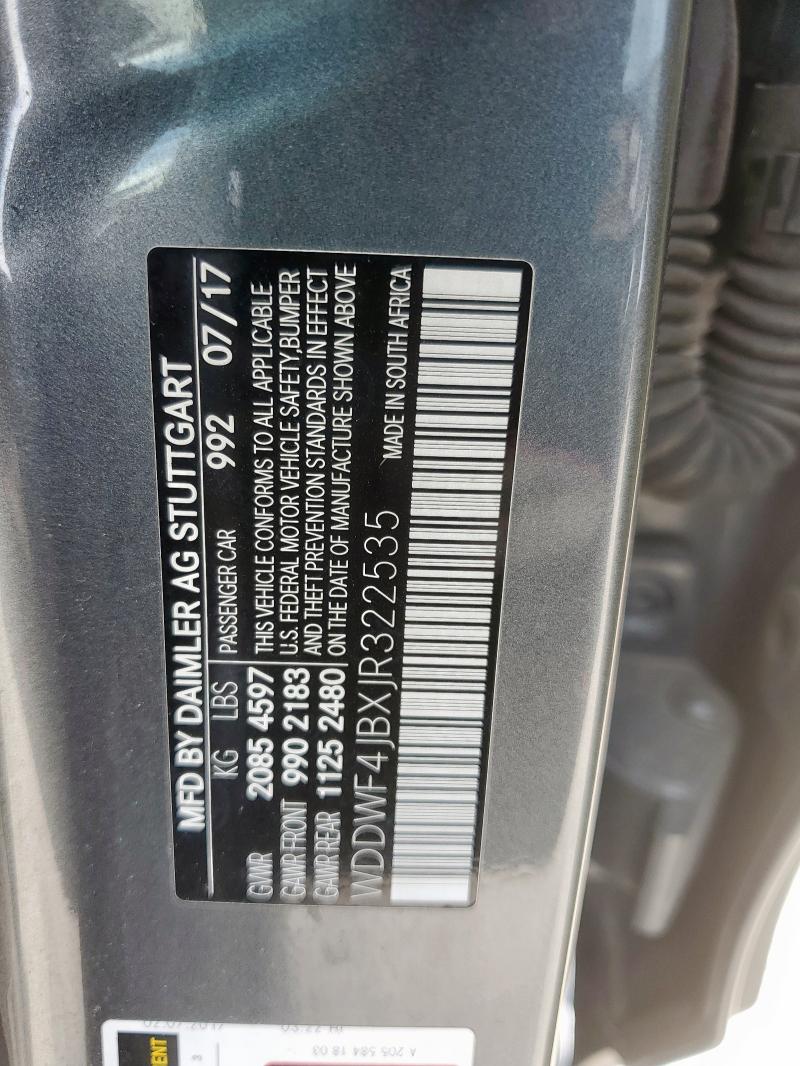 MFD BY DAIMLER AG STUTTGART
KG LBS PASSENGER CAR 992 07/17
GVWR 2085 4597 THIS VEHICLE CONFORMS TO ALL APPLICABLE
GAWR FRONT 990 2183 U.S. FEDERAL MOTOR VEHICLE SAFETY,BUMPER
GAWR REAR 1125 2480 AND THEFT PREVENTION STANDARDS IN EFFECT
ON THE DATE OF MANUFACTURE SHOWN ABOVE
WDDWF4JBXJR322535 MADE IN SOUTH AFRICA
A 205 584 18 03